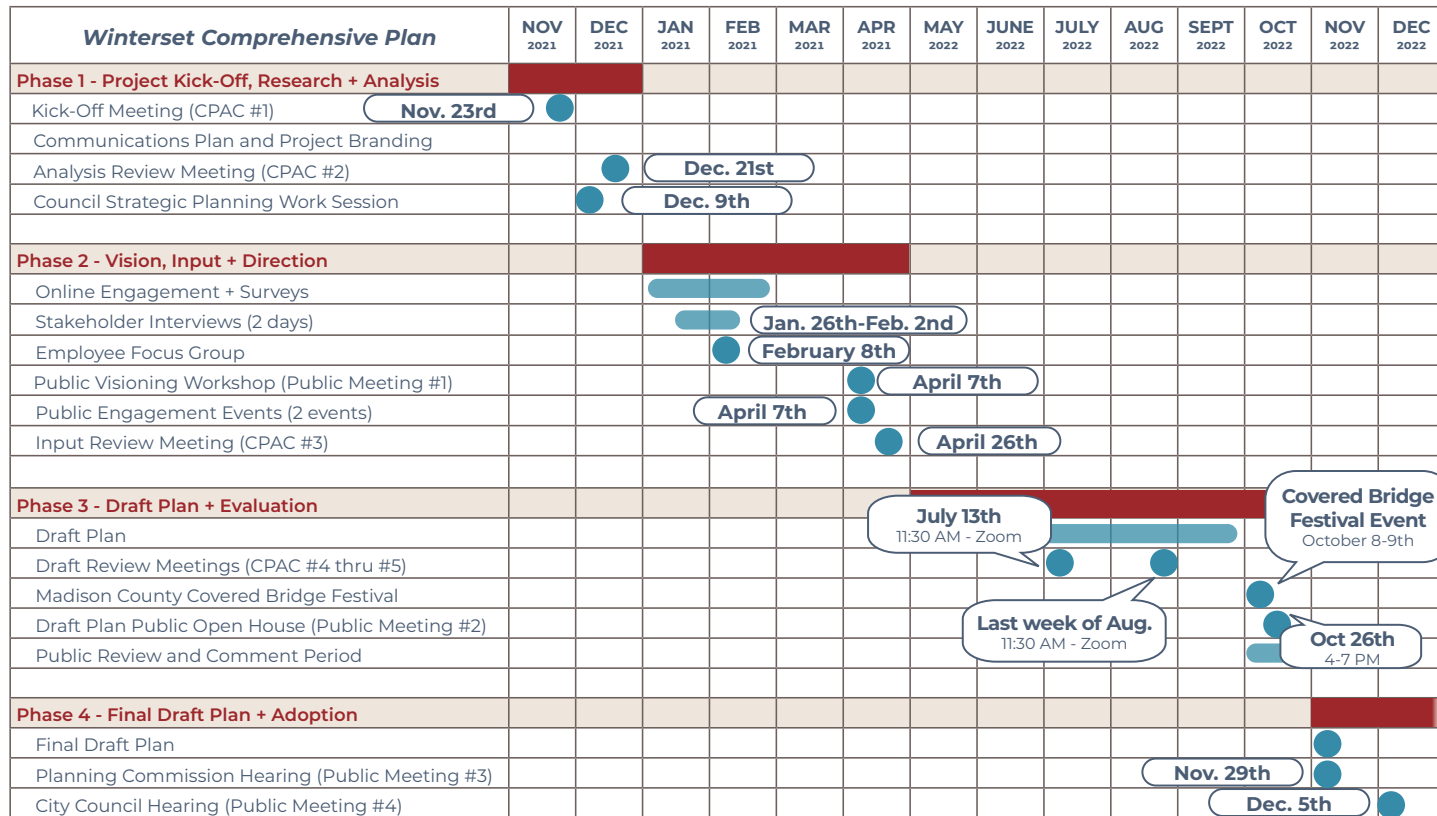 Winterset Comprehensive Plan
NOV DEC JAN FEB MAR APR MAY JUNE JULY AUG SEPT OCT NOV DEC
2021 2021 2021 2021 2021 2021 2022 2022 2022 2022 2022 2022 2022 2022
Phase 1 - Project Kick-Off, Research + Analysis
Kick-Off Meeting (CPAC #1) Nov. 23rd
Communications Plan and Project Branding
Analysis Review Meeting (CPAC #2) Dec. 21st
Council Strategic Planning Work Session Dec. 9th
Phase 2 - Vision, Input + Direction
Online Engagement + Surveys
Stakeholder Interviews (2 days) Jan. 26th-Feb. 2nd
Employee Focus Group February 8th
Public Visioning Workshop (Public Meeting #1) April 7th
Public Engagement Events (2 events) April 7th
Input Review Meeting (CPAC #3) April 26th
Phase 3 - Draft Plan + Evaluation
July 13th
11:30 AM - Zoom
Covered Bridge
Festival Event
October 8-9th
Draft Plan
Draft Review Meetings (CPAC #4 thru #5)
Madison County Covered Bridge Festival
Last week of Aug.
11:30 AM - Zoom
Draft Plan Public Open House (Public Meeting #2)
Oct 26th
4-7 PM
Public Review and Comment Period
Phase 4 - Final Draft Plan + Adoption
Final Draft Plan
Planning Commission Hearing (Public Meeting #3) Nov. 29th
City Council Hearing (Public Meeting #4) Dec. 5th